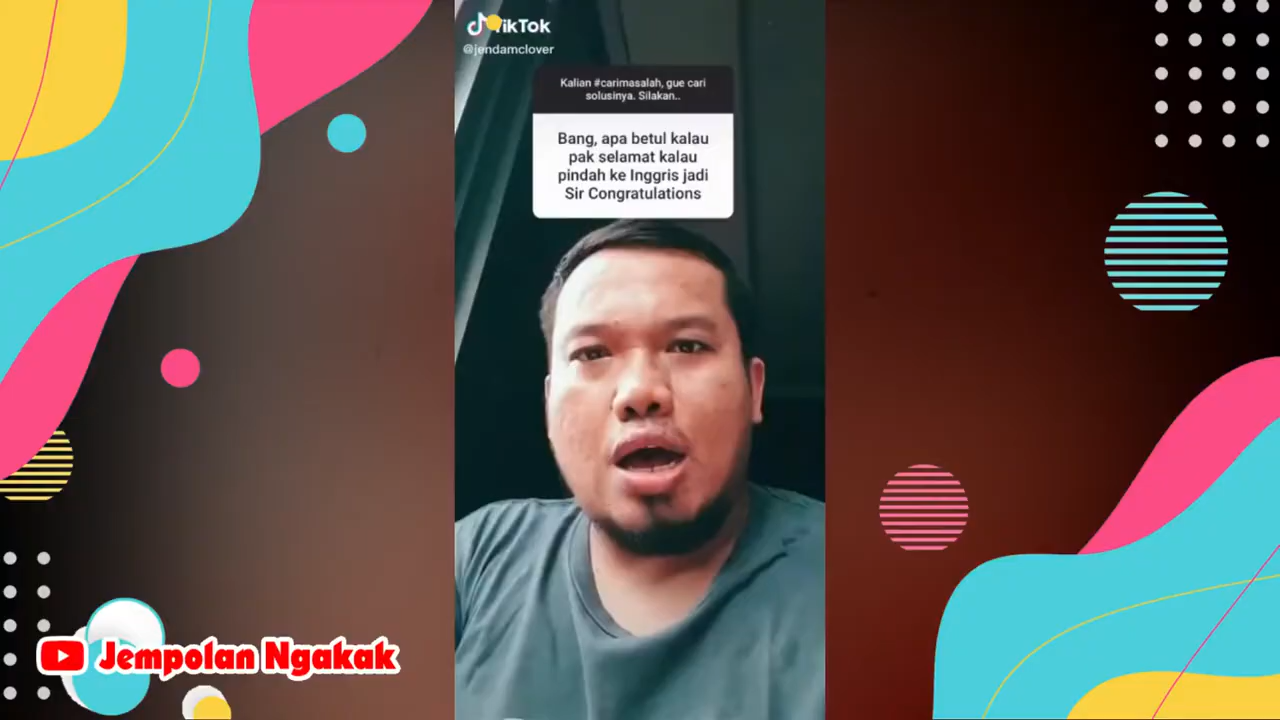 TikTok
@jendamclover
Kalian #carimasalah, gue cari
solusinya. Silakan..
Bang, apa betul kalau
pak selamat kalau
pindah ke Inggris jadi
Sir Congratulations
Jempolan Ngakak